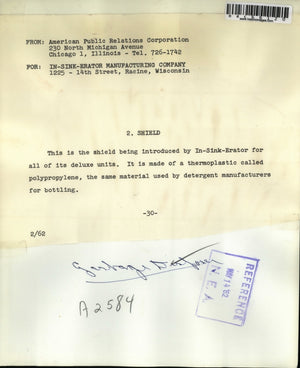 FROM: American Public Relations Corporation
230 North Michigan Avenue
Chicago 1, Illinois - Tel. 726-1742
FOR: IN-SINK-ERATOR MANUFACTURING COMPANY
1225 - 14th Street, Racine, Wisconsin
2. SHIELD
This is the shield being introduced by In-Sink-Erator for
all of its deluxe units. It is made of a thermoplastic called
polypropylene, the same material used by detergent manufacturers
for bottling.
-30-
2/62
Garbage Disposer
A2584
REFERENCE
N.E.A.